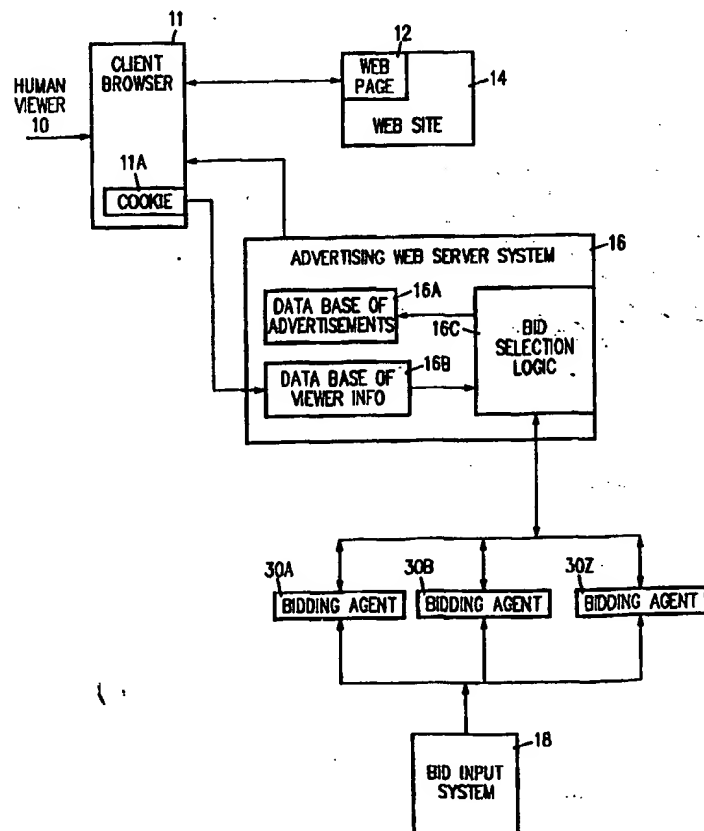 11
CLIENT
BROWSER
HUMAN
VIEWER
10
11A
COOKIE
12
WEB
PAGE
14
WEB SITE
ADVERTISING WEB SERVER SYSTEM
16
16A
DATA BASE OF
ADVERTISEMENTS
16C
BID
SELECTION
LOGIC
16B
DATA BASE OF
VIEWER INFO
30A
BIDDING AGENT
30B
BIDDING AGENT
30Z
BIDDING AGENT
18
BID INPUT
SYSTEM